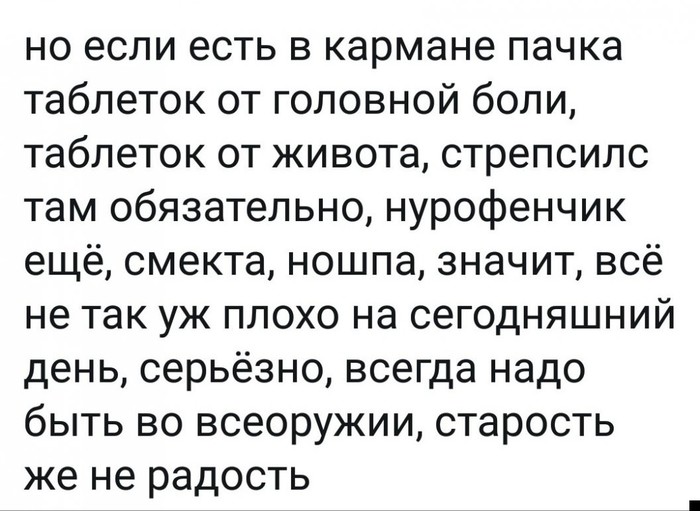 но если есть в кармане пачка
таблеток от головной боли,
таблеток от живота, стрепсилс
там обязательно, нурофенчик
ещё, смекта, ношпа, значит, всё
не так уж плохо на сегодняшний
день, серьёзно, всегда надо
быть во всеоружии, старость
же не радость